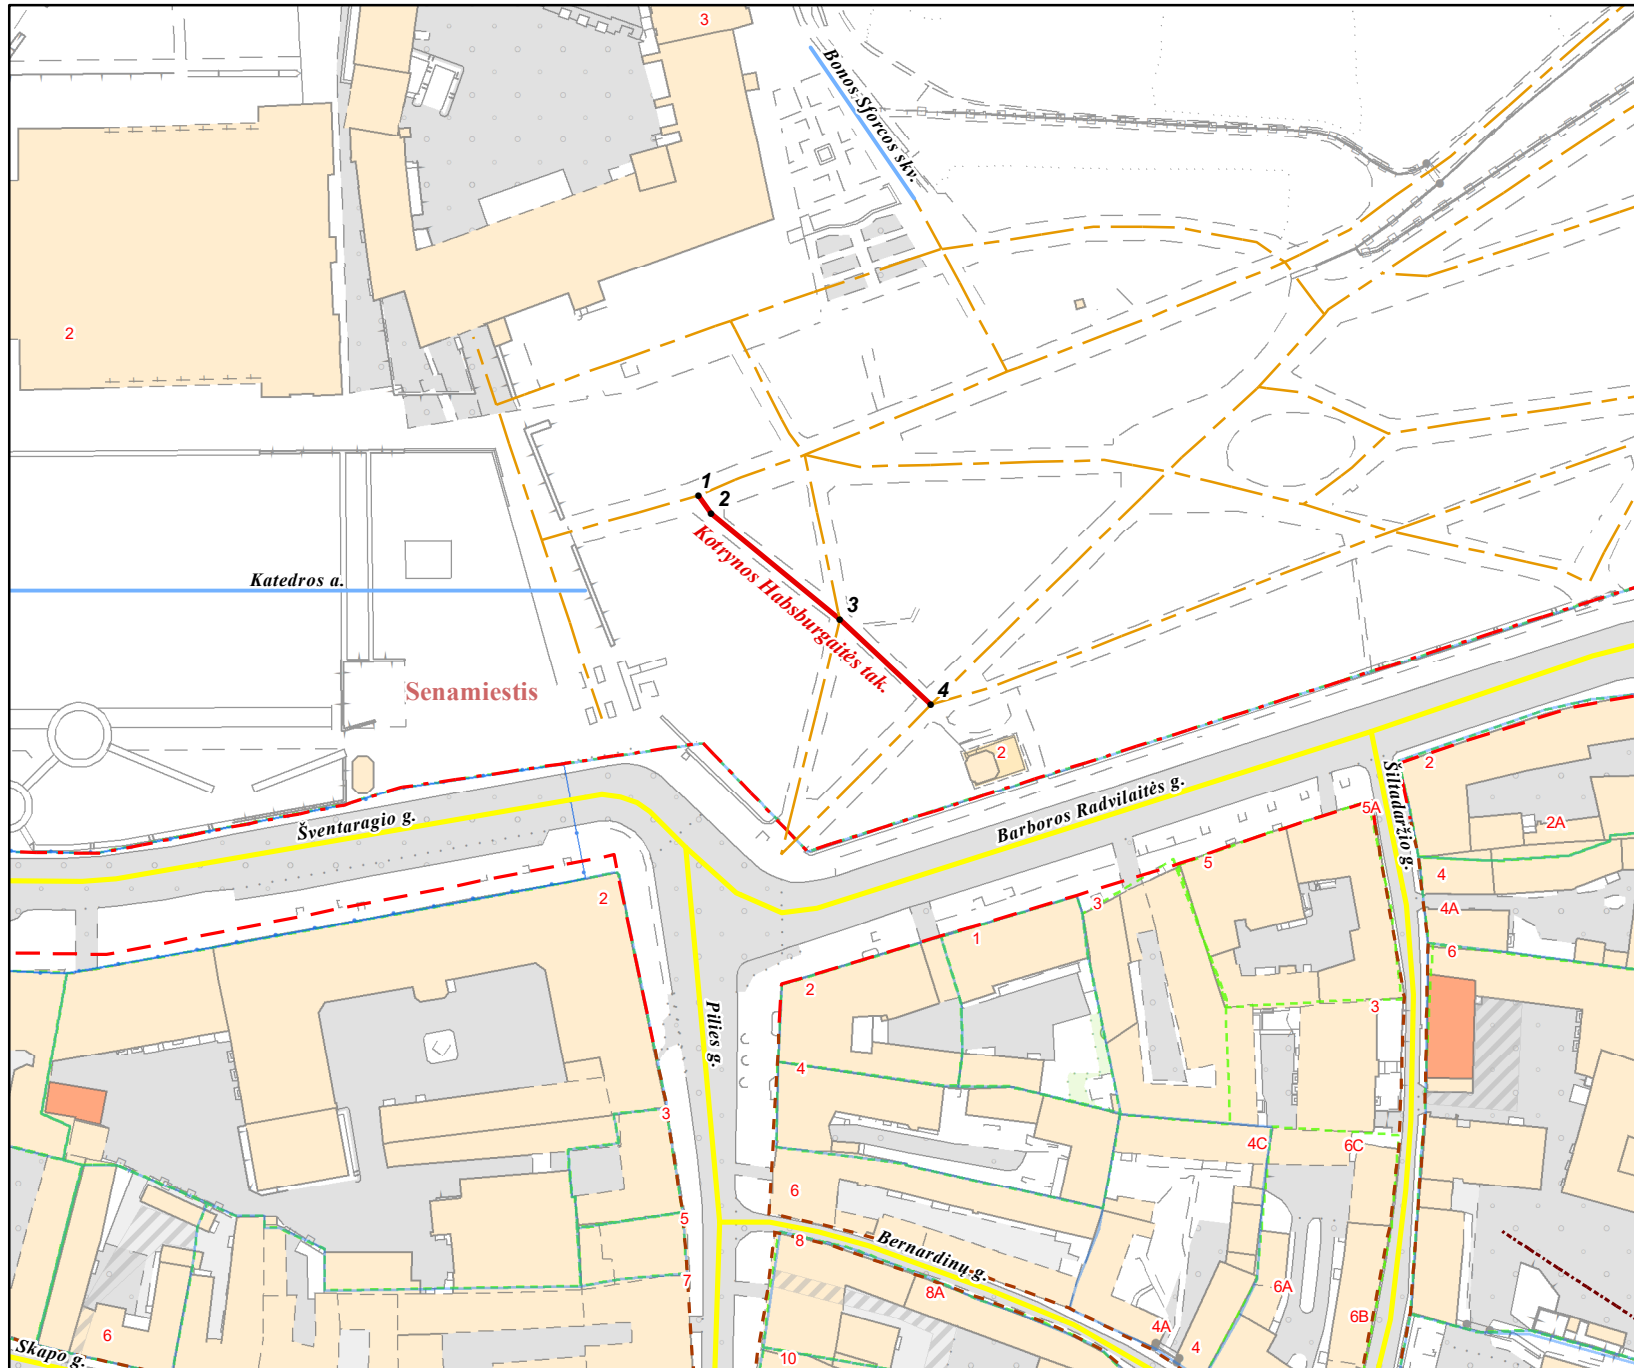 3
Bonos Sforcos skv.
2
1
2
Kotrynos Habsburgaitės tak.
Katedros a.
3
Senamiestis
4
2
Šventaragio g.
Barboros Radvilaitės g.
Šiltadaržio g.
2
5A
2A
5
4
2
3
4A
1
6
2
3
Pilies g.
4
3
4C
6C
6
5
8
Bernardinų g.
7
8A
6A
6B
4A
6
4
Skapo g.
10